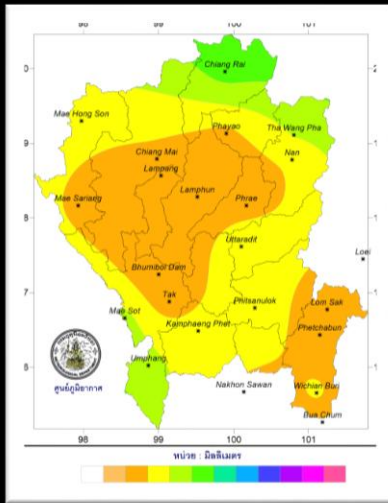 98 99 100 101
Chiang Rai
Mae Hong Son
Phayao
Tha Wang Pha
Chiang Mai
Nan
Lampang
Mae Sariang
Lamphun
Phrae
Uttaradit
Loei
Bhumibol Dam
Tak
Phitsanulok
Lom Sak
Mae Sot
Kamphaeng Phet
Phetchabun
Umphang
ศูนย์ภูมิอากาศ
Nakhon Sawan
Wichian Buri
Bua Chum
98 99 100 101
หน่วย : มิลลิเมตร